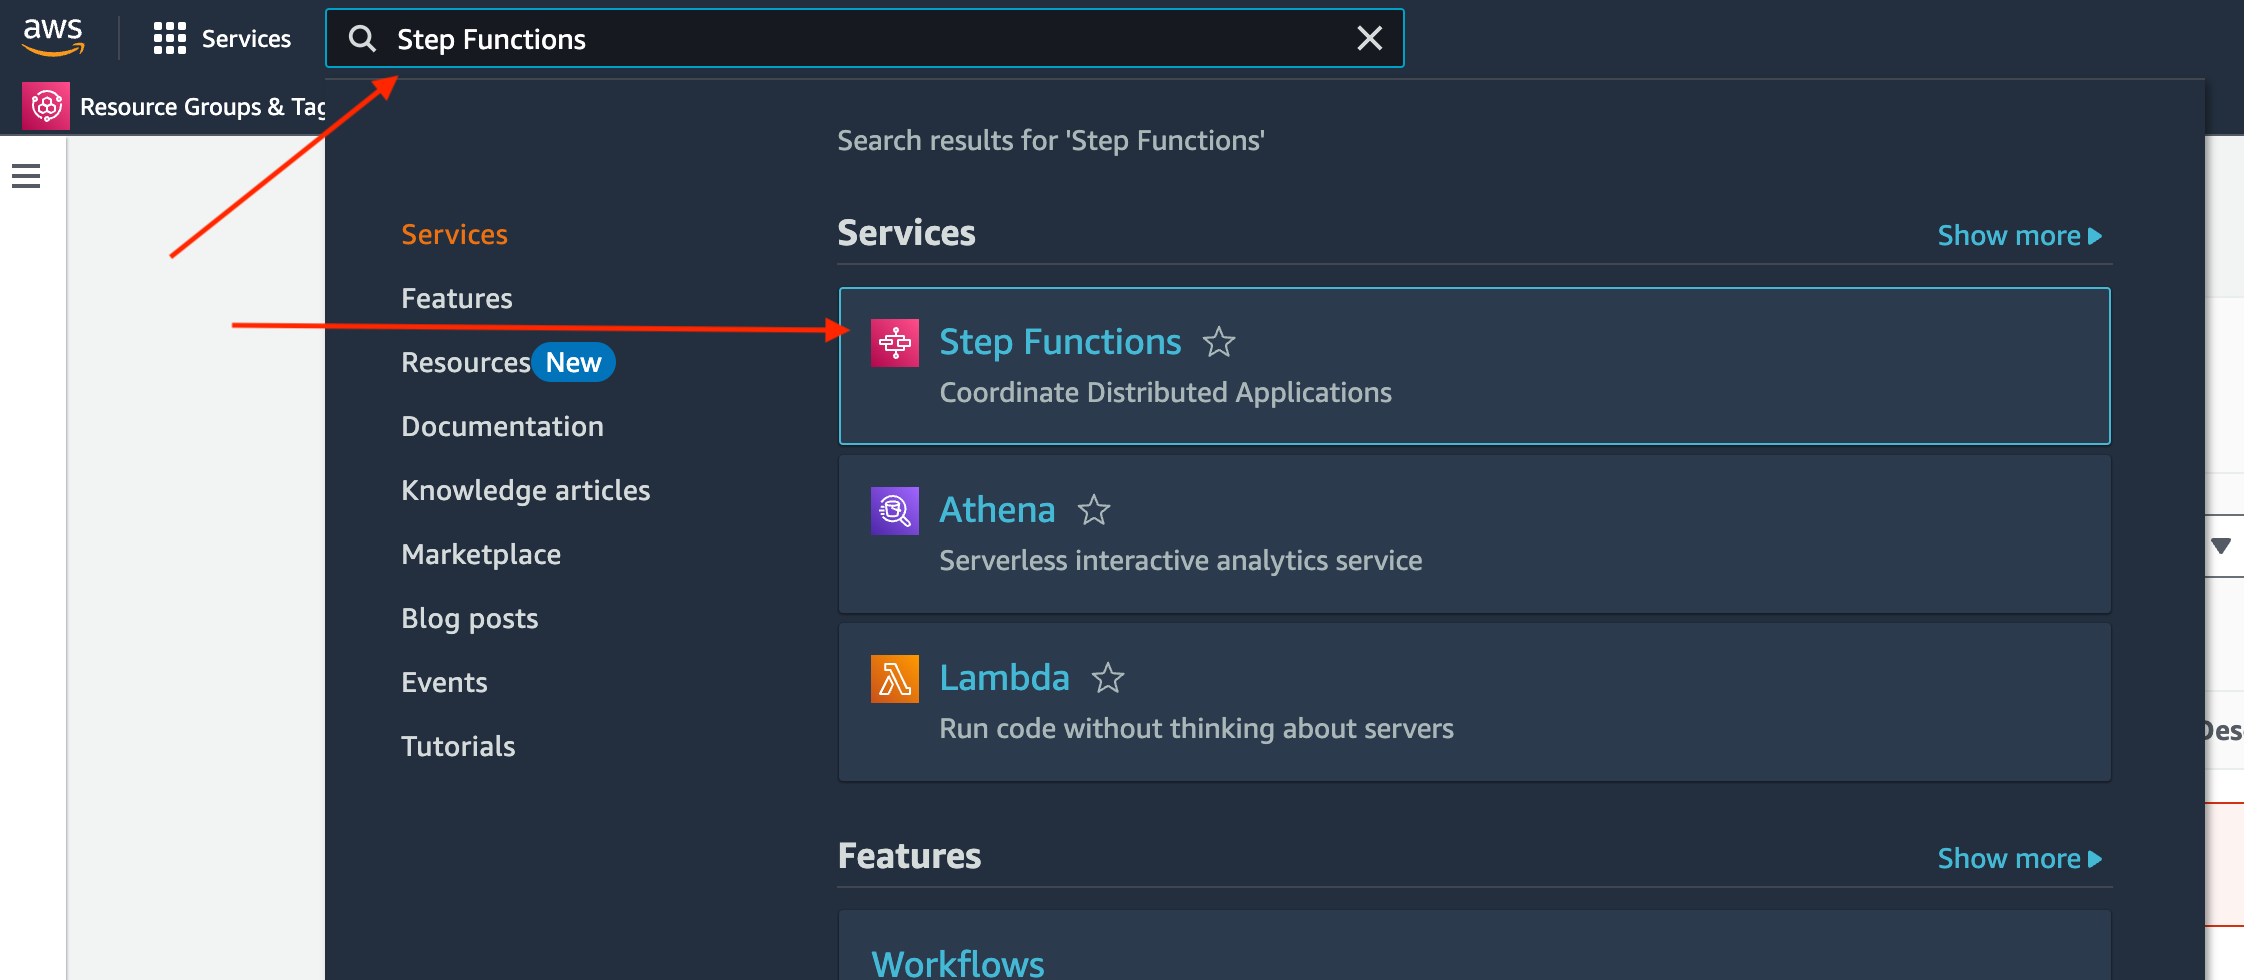 aws
Services
Step Functions
Resource Groups & Tag
Search results for 'Step Functions'
Services
Features
Resources New
Documentation
Knowledge articles
Marketplace
Blog posts
Events
Tutorials
Services
Show more
Step Functions
Coordinate Distributed Applications
Athena
Serverless interactive analytics service
Lambda
Run code without thinking about servers
Features
Show more
Workflows
Des